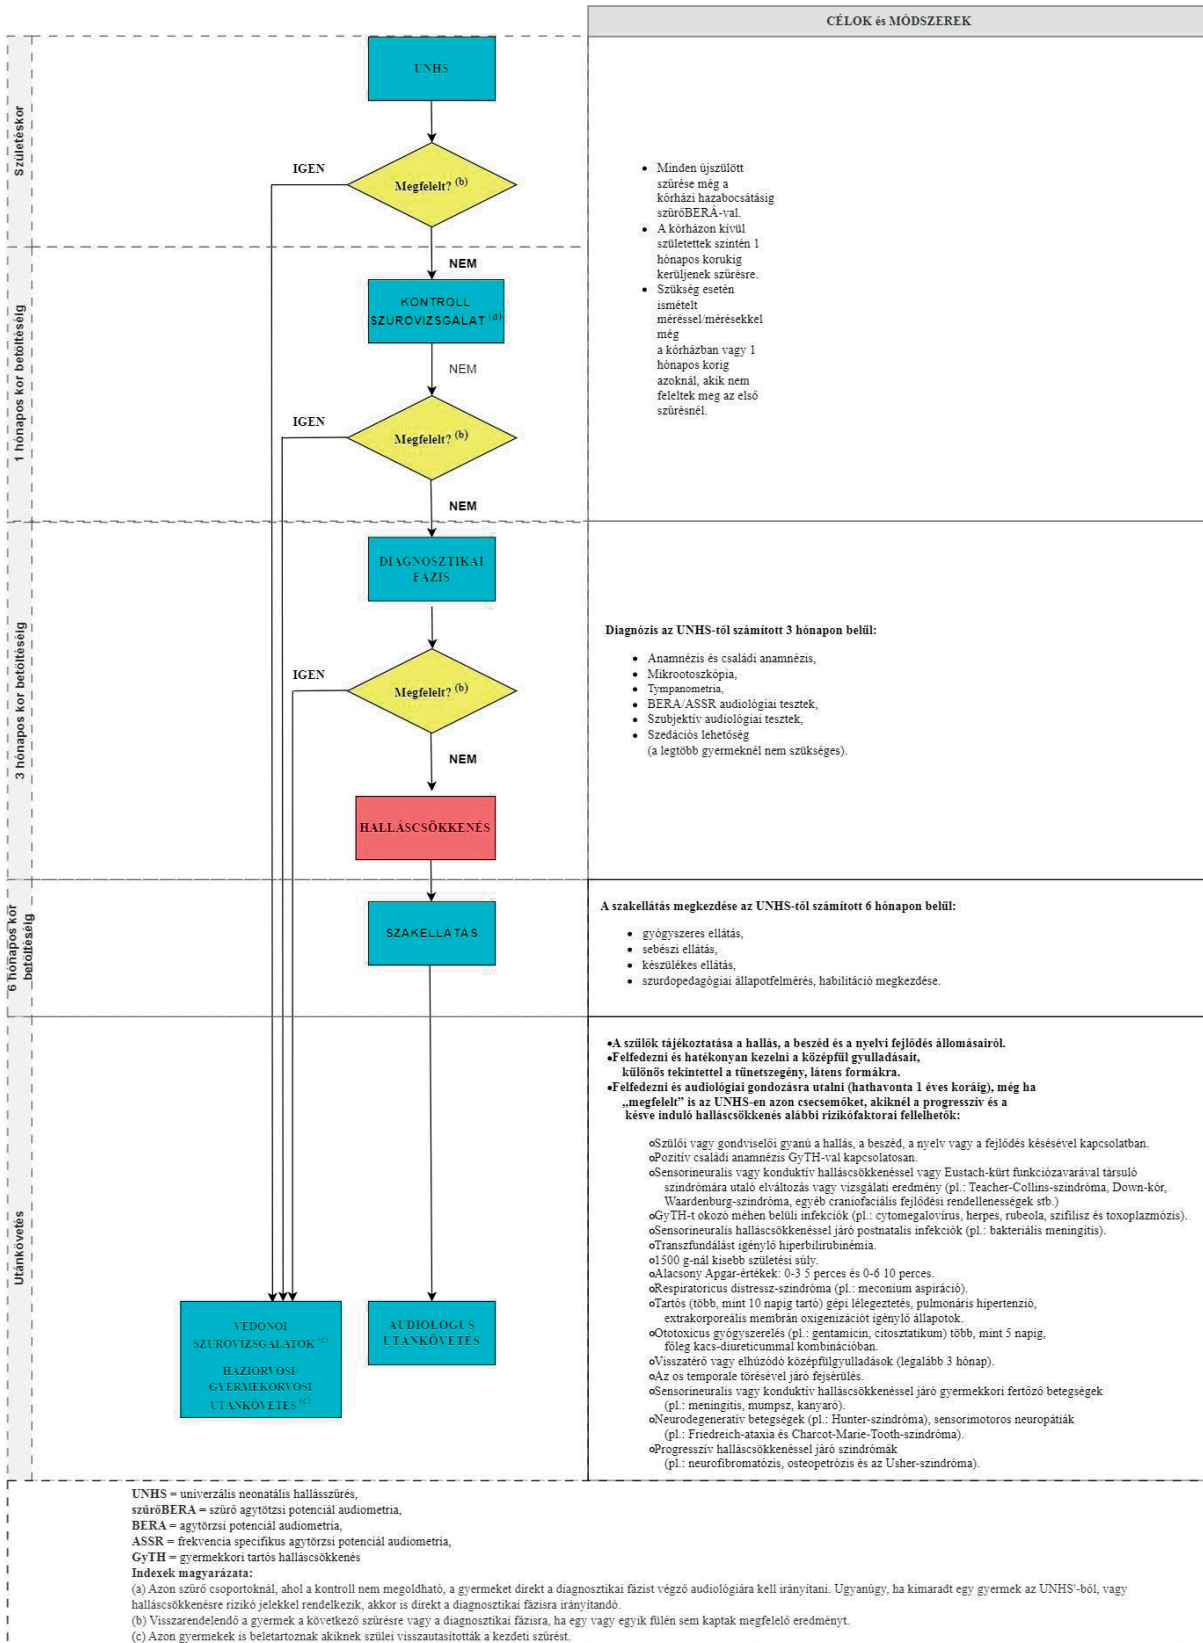 CÉLOK és MÓDSZEREK
Születéskor
UNHS
IGEN
Megfelelt? (b)
NEM
• Minden újszülött
szűrése még a
kórházi hazabocsátásig
szűrőBERÁ-val.
• A kórházon kívül
születettek szintén 1
hónapos korukig
kerüljenek szűrésre.
• Szükség esetén
ismételt
méréssel/mérésekkel
még
a kórházban vagy 1
hónapos korig
azoknál, akik nem
feleltek meg az első
szűrésnél.
1 hónapos kor betöltéséig
KONTROLL
SZŰRŐVIZSGÁLAT (a)
NEM
IGEN
Megfelelt? (b)
NEM
3 hónapos kor betöltéséig
DIAGNOSZTIKAI
FÁZIS
IGEN
Megfelelt? (b)
NEM
HALLÁSCSÖKKENÉS
Diagnózis az UNHS-től számított 3 hónapon belül:
• Anamnézis és családi anamnézis,
• Mikrootoszkópia,
• Tympanometria,
• BERA/ASSR audiológiai tesztek,
• Szubjektív audiológiai tesztek,
• Szedációs lehetőség
(a legtöbb gyermeknél nem szükséges).
6 hónapos kor
betöltéséig
SZAKELLÁTÁS
A szakellátás megkezdése az UNHS-től számított 6 hónapon belül:
• gyógyszeres ellátás,
• sebészi ellátás,
• készülékes ellátás,
• szurdopedagógiai állapotfelmérés, habilitáció megkezdése.
Utánkövetés
VÉDŐNŐI
SZŰRŐVIZSGÁLATOK (c)
HÁZIORVOSI/
GYERMEKORVOSI
UTÁNKÖVETÉS (c)
AUDIOLÓGUS
UTÁNKÖVETÉS
•A szülők tájékoztatása a hallás, a beszéd és a nyelvi fejlődés állomásairól.
•Felfedezni és hatékonyan kezelni a középfül gyulladásait,
különös tekintettel a tünetszegény, látens formákra.
•Felfedezni és audiológiai gondozásra utalni (hathavonta 1 éves koráig), még ha
„megfelelt” is az UNHS-en azon csecsemőket, akiknél a progresszív és a
késve induló halláscsökkenés alábbi rizikófaktorai fellelhetők:
oSzülői vagy gondviselői gyanú a hallás, a beszéd, a nyelv vagy a fejlődés késésével kapcsolatban.
oPozitív családi anamnézis GyTH-val kapcsolatosan.
oSensorineuralis vagy konduktív halláscsökkenéssel vagy Eustach-kürt funkciózavarával társuló
szindrómára utaló elváltozás vagy vizsgálati eredmény (pl.: Teacher-Collins-szindróma, Down-kór,
Waardenburg-szindróma, egyéb craniofaciális fejlődési rendellenességek stb.)
oGyTH-t okozó méhen belüli infekciók (pl.: cytomegalovírus, herpes, rubeola, szifilisz és toxoplazmózis).
oSensorineuralis halláscsökkenéssel járó postnatalis infekciók (pl.: bakteriális meningitis).
oTranszfundálást igénylő hiperbilirubinémia.
o1500 g-nál kisebb születési súly.
oAlacsony Apgar-értékek: 0-3 5 perces és 0-6 10 perces.
oRespiratoricus distressz-szindróma (pl.: meconium aspiráció).
oTartós (több, mint 10 napig tartó) gépi lélegeztetés, pulmonáris hipertenzió,
extrakorporeális membrán oxigenizációt igénylő állapotok.
oOtotoxicus gyógyszerelés (pl.: gentamicin, citosztatikum) több, mint 5 napig,
főleg kacs-diureticummal kombinációban.
oVisszatérő vagy elhúzódó középfülgyulladások (legalább 3 hónap).
oAz os temporale törésével járó fejsérülés.
oSensorineuralis vagy konduktív halláscsökkenéssel járó gyermekkori fertőző betegségek
(pl.: meningitis, mumpsz, kanyaró).
oNeurodegeneratív betegségek (pl.: Hunter-szindróma), sensorimotoros neuropátiák
(pl.: Friedreich-ataxia és Charcot-Marie-Tooth-szindróma).
oProgresszív halláscsökkenéssel járó szindrómák
(pl.: neurofibromatózis, osteopetrózis és az Usher-szindróma).
UNHS = univerzális neonatális hallásszűrés,
szűrőBERA = szűrő agytötzsi potenciál audiometria,
BERA = agytörzsi potenciál audiometria,
ASSR = frekvencia specifikus agytörzsi potenciál audiometria,
GyTH = gyermekkori tartós halláscsökkenés
Indexek magyarázata:
(a) Azon szűrő csoportoknál, ahol a kontroll nem megoldható, a gyermeket direkt a diagnosztikai fázist végző audiológiára kell irányítani. Ugyanúgy, ha kimaradt egy gyermek az UNHS'-ből, vagy
halláscsökkenésre rizikó jelekkel rendelkezik, akkor is direkt a diagnosztikai fázisra irányítandó.
(b) Visszarendelendő a gyermek a következő szűrésre vagy a diagnosztikai fázisra, ha egy vagy egyik fülén sem kaptak megfelelő eredményt.
(c) Azon gyermekek is beletartoznak akiknek szülei visszautasították a kezdeti szűrést.